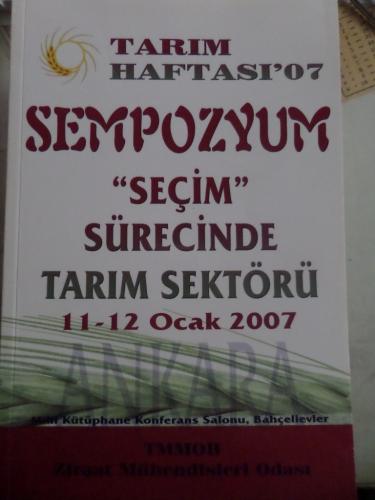 TARIM
HAFTASI'07
SEMPOZYUM
“SEÇİM”
SÜRECİNDE
TARIM SEKTÖRÜ
11-12 Ocak 2007
ANKARA
Milli Kütüphane Konferans Salonu, Bahçelievler
TMMOB
Ziraat Mühendisleri Odası